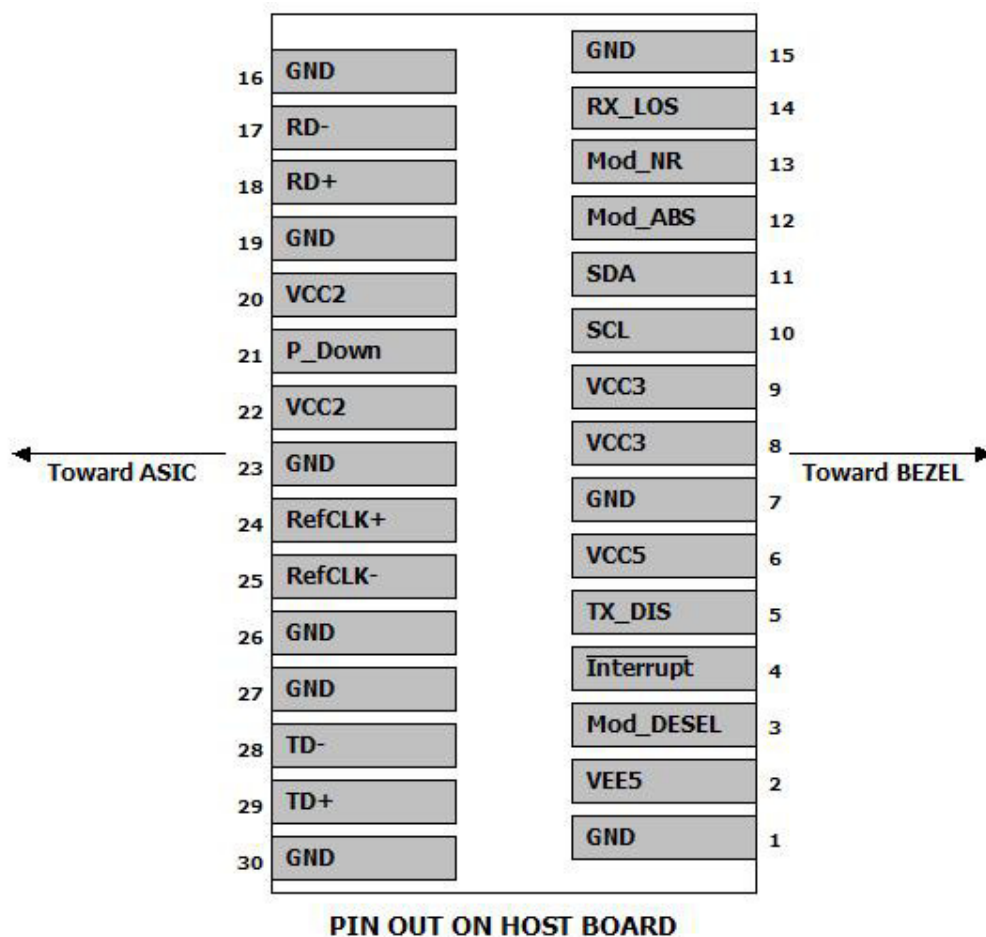 GND 15
16 GND
RX_LOS 14
17 RD-
Mod_NR 13
18 RD+
Mod_ABS 12
19 GND
SDA 11
20 VCC2
SCL 10
21 P_Down
VCC3 9
22 VCC2
VCC3 8
23 GND
Toward ASIC
Toward BEZEL
GND 7
24 RefCLK+
VCC5 6
25 RefCLK-
TX_DIS 5
26 GND
Interrupt 4
27 GND
Mod_DESEL 3
28 TD-
VEE5 2
29 TD+
GND 1
30 GND
PIN OUT ON HOST BOARD